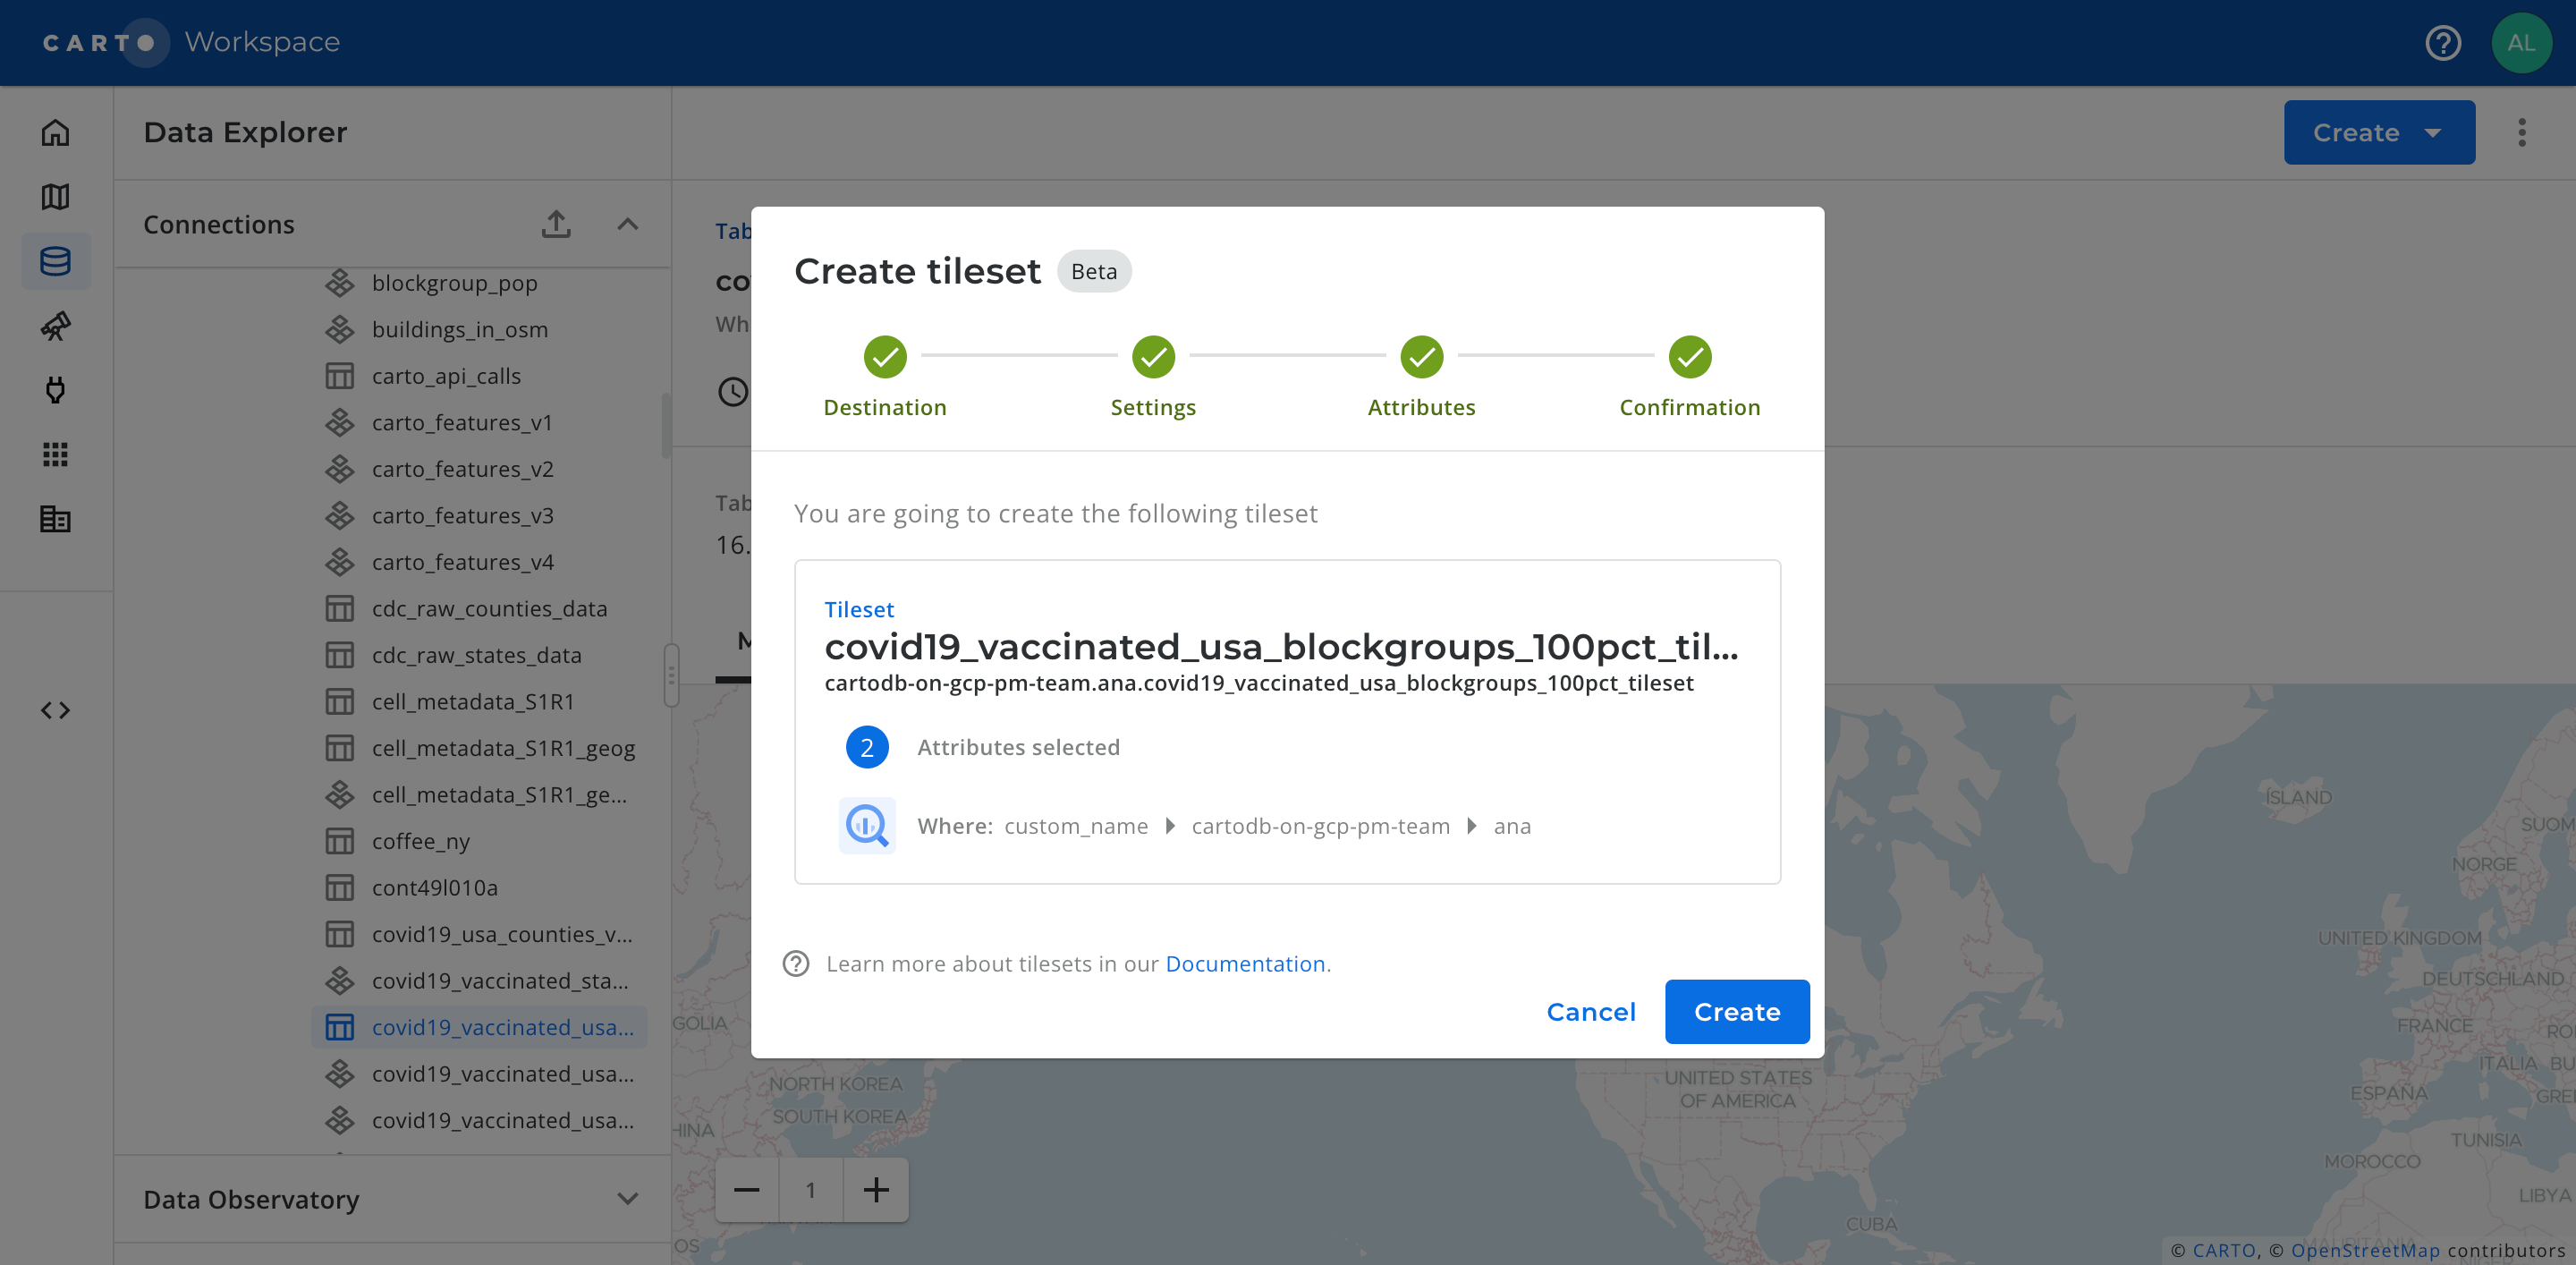 CARTO Workspace
AL
Data Explorer
Create
Connections
blockgroup_pop
buildings_in_osm
carto_api_calls
carto_features_v1
carto_features_v2
carto_features_v3
carto_features_v4
cdc_raw_counties_data
cdc_raw_states_data
cell_metadata_S1R1
cell_metadata_S1R1_geog
cell_metadata_S1R1_ge...
coffee_ny
cont49l010a
covid19_usa_counties_v...
covid19_vaccinated_sta...
covid19_vaccinated_usa...
covid19_vaccinated_usa...
covid19_vaccinated_usa...
Data Observatory
Tab
co
Wh
Tab
16.
M
Create tileset Beta
Destination Settings Attributes Confirmation
You are going to create the following tileset
Tileset
covid19_vaccinated_usa_blockgroups_100pct_til...
cartodb-on-gcp-pm-team.ana.covid19_vaccinated_usa_blockgroups_100pct_tileset
2 Attributes selected
Where: custom_name cartodb-on-gcp-pm-team ana
Learn more about tilesets in our Documentation.
Cancel Create
ÍSLAND
SUOM
NORGE
UNITED KINGDOM
DEUTSCHLAND
GOLIA
FRANCE
RO
ITALIA BU
NORTH KOREA
UNITED STATES
OF AMERICA
ESPAÑA
GRE
SOUTH KOREA
HINA
TUNISIA
MOROCCO
1
LIBYA
CUBA
OS
MAURITANIA
© CARTO, © OpenStreetMap contributors